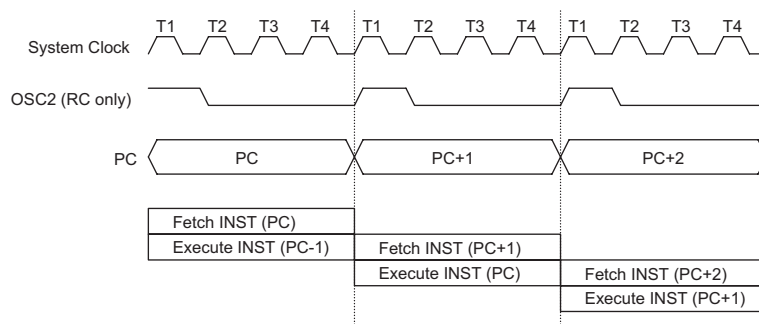 T1 T2 T3 T4 T1 T2 T3 T4 T1 T2 T3 T4
System Clock
OSC2 (RC only)
PC PC PC+1 PC+2
Fetch INST (PC)
Execute INST (PC-1) Fetch INST (PC+1)
Execute INST (PC) Fetch INST (PC+2)
Execute INST (PC+1)